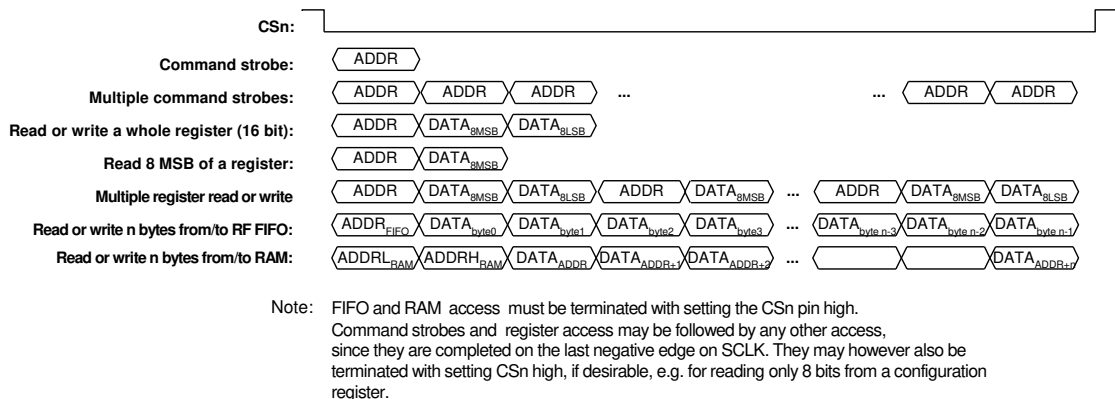 CSn:
Command strobe: ADDR
Multiple command strobes: ADDR ADDR ADDR ... ... ADDR ADDR
Read or write a whole register (16 bit): ADDR DATA8MSB DATA8LSB
Read 8 MSB of a register: ADDR DATA8MSB
Multiple register read or write ADDR DATA8MSB DATA8LSB ADDR DATA8MSB ... ADDR DATA8MSB DATA8LSB
Read or write n bytes from/to RF FIFO: ADDRFIFO DATAbyte0 DATAbyte1 DATAbyte2 DATAbyte3 ... DATAbyte n-3 DATAbyte n-2 DATAbyte n-1
Read or write n bytes from/to RAM: ADDRLRAM ADDRHRAM DATAADDR DATAADDR+1 DATAADDR+2 ... DATAADDR+n
Note: FIFO and RAM access must be terminated with setting the CSn pin high.
Command strobes and register access may be followed by any other access,
since they are completed on the last negative edge on SCLK. They may however also be
terminated with setting CSn high, if desirable, e.g. for reading only 8 bits from a configuration
register.